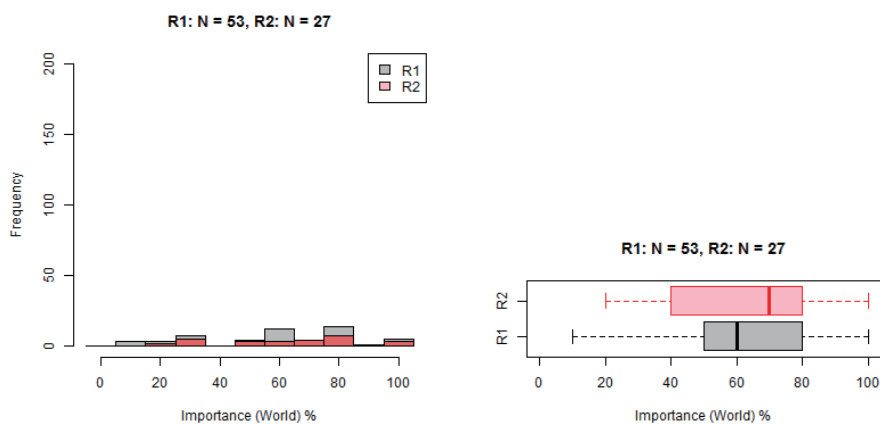 R1: N = 53, R2: N = 27
200
150
100
50
0
Frequency
R1
R2
0 20 40 60 80 100
Importance (World) %
R1: N = 53, R2: N = 27
R2
R1
0 20 40 60 80 100
Importance (World) %